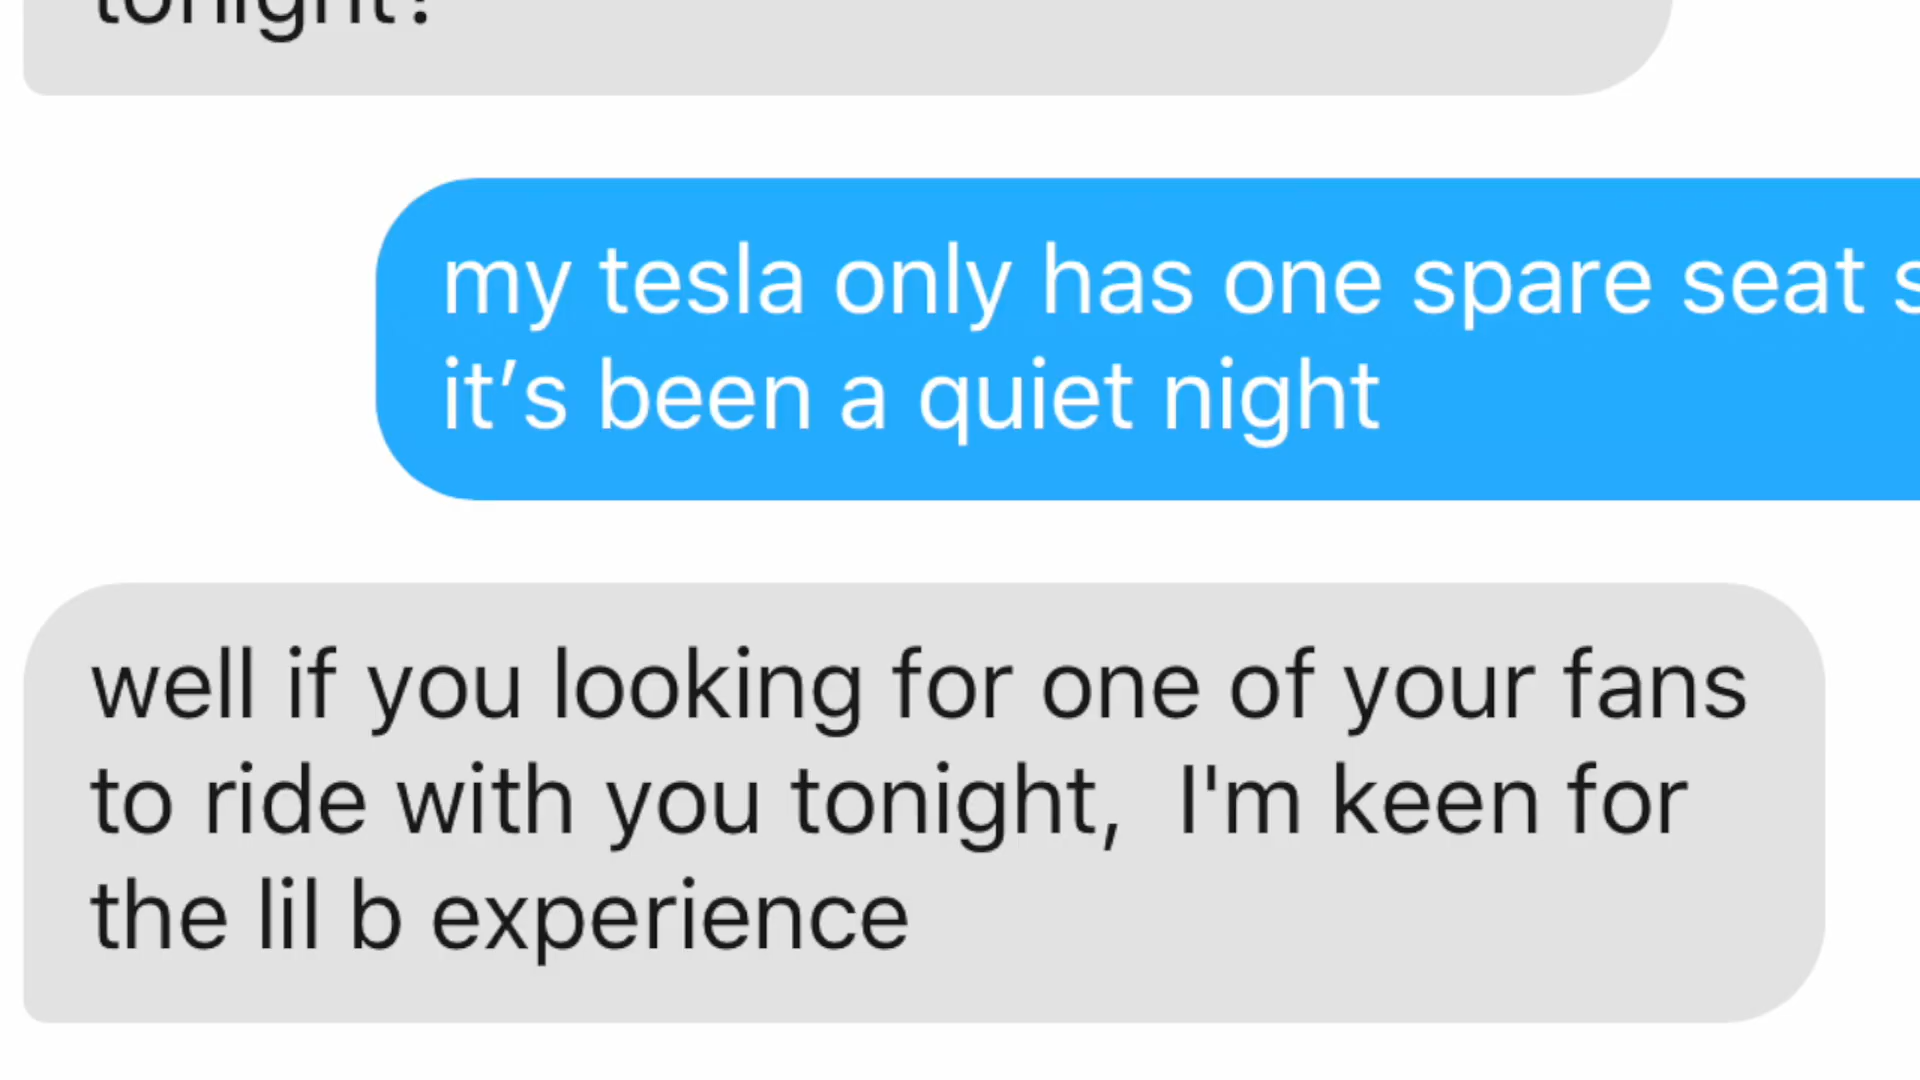 tonight?
my tesla only has one spare seat s
it’s been a quiet night
well if you looking for one of your fans
to ride with you tonight,  I'm keen for
the lil b experience